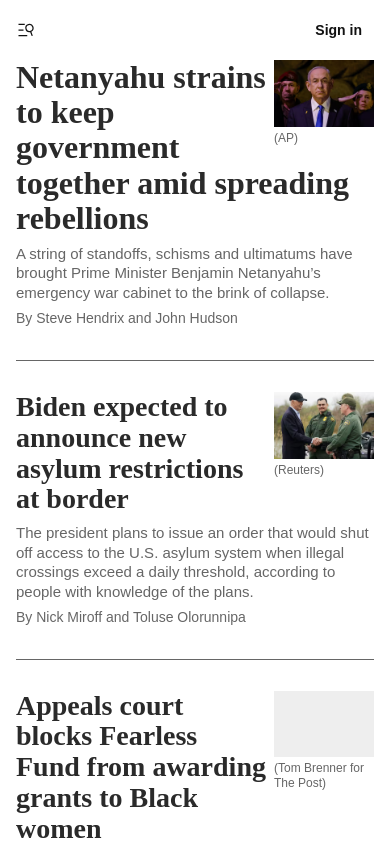 Sign in
Netanyahu strains
to keep
government
together amid spreading
rebellions
(AP)
A string of standoffs, schisms and ultimatums have
brought Prime Minister Benjamin Netanyahu’s
emergency war cabinet to the brink of collapse.
By Steve Hendrix and John Hudson
Biden expected to
announce new
asylum restrictions
at border
(Reuters)
The president plans to issue an order that would shut
off access to the U.S. asylum system when illegal
crossings exceed a daily threshold, according to
people with knowledge of the plans.
By Nick Miroff and Toluse Olorunnipa
Appeals court
blocks Fearless
Fund from awarding
grants to Black
women
(Tom Brenner for
The Post)